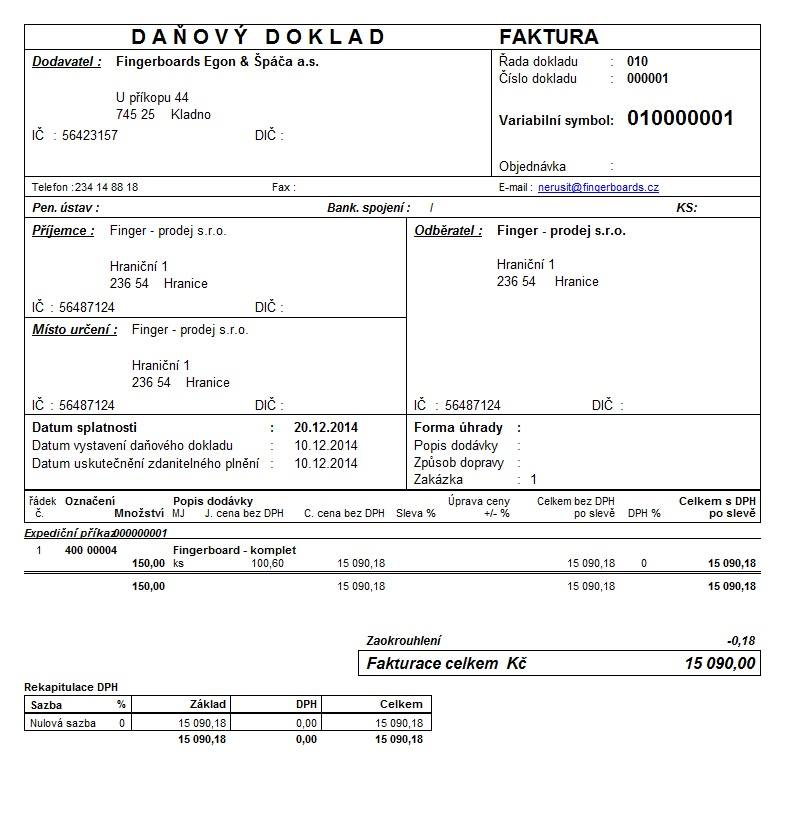 DAŇOVÝ DOKLAD FAKTURA
Dodavatel : Fingerboards Egon & Špáča a.s.
Řada dokladu : 010
Číslo dokladu : 000001
U příkopu 44
745 25 Kladno
Variabilní symbol: 010000001
IČ : 56423157 DIČ :
Objednávka :
Telefon :234 14 88 18 Fax : E-mail : nerusit@fingerboards.cz
Pen. ústav : Bank. spojení : / KS:
Příjemce : Finger - prodej s.r.o.
Hraniční 1
236 54 Hranice
IČ : 56487124 DIČ :
Místo určení : Finger - prodej s.r.o.
Hraniční 1
236 54 Hranice
IČ : 56487124 DIČ :
Odběratel : Finger - prodej s.r.o.
Hraniční 1
236 54 Hranice
IČ : 56487124 DIČ :
Datum splatnosti : 20.12.2014
Datum vystavení daňového dokladu : 10.12.2014
Datum uskutečnění zdanitelného plnění : 10.12.2014
Forma úhrady :
Popis dodávky :
Způsob dopravy :
Zakázka : 1
řádek Označení Popis dodávky Úprava ceny Celkem bez DPH Celkem s DPH
č. Množství MJ J. cena bez DPH C. cena bez DPH Sleva % +/- % po slevě DPH % po slevě
Expediční příkaz000000001
1 400 00004 Fingerboard - komplet
150,00 ks 100,60 15 090,18 15 090,18 0 15 090,18
150,00 15 090,18 15 090,18 15 090,18
Zaokrouhlení -0,18
Fakturace celkem Kč 15 090,00
Rekapitulace DPH
Sazba % Základ DPH Celkem
Nulová sazba 0 15 090,18 0,00 15 090,18
15 090,18 0,00 15 090,18